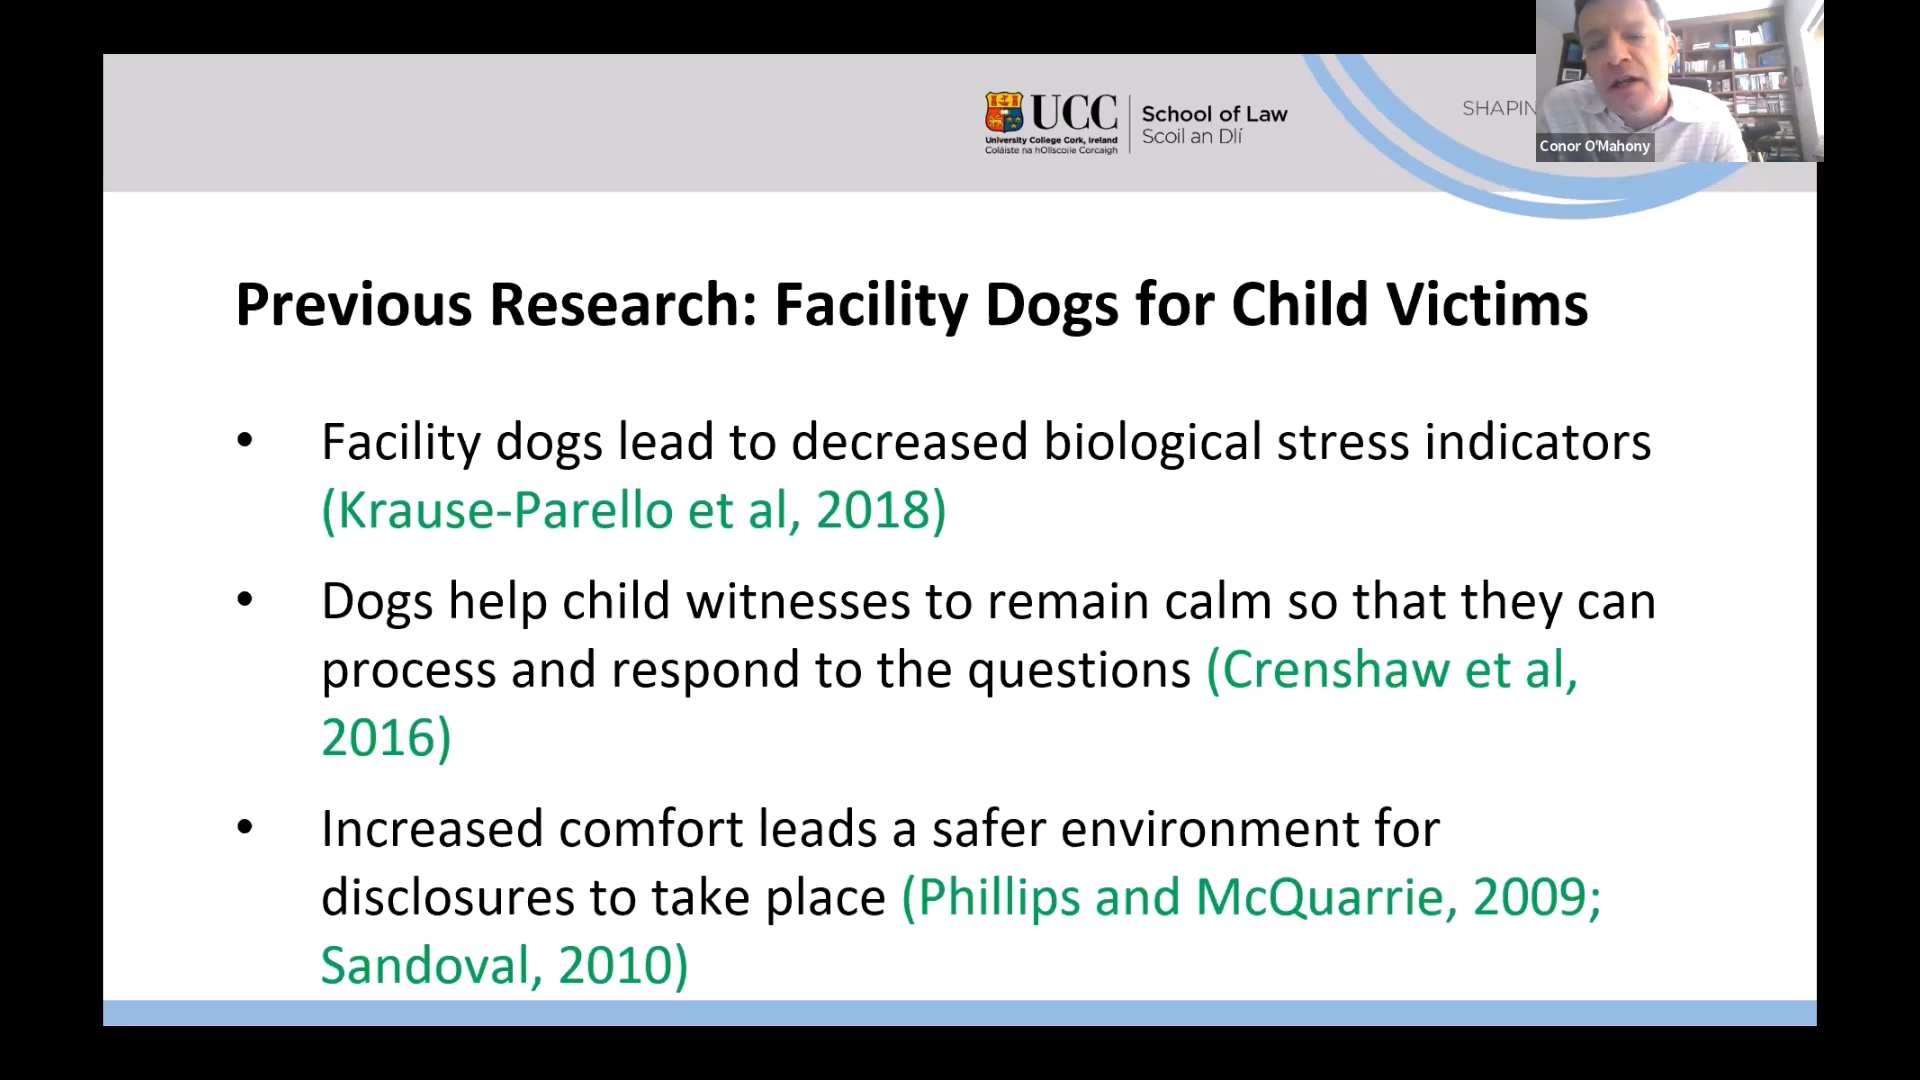 UCC
University College Cork, Ireland
Coláiste na hOllscoile Corcaigh
School of Law
Scoil an Dlí
SHAPIN
Conor O'Mahony
Previous Research: Facility Dogs for Child Victims
• Facility dogs lead to decreased biological stress indicators
(Krause-Parello et al, 2018)
• Dogs help child witnesses to remain calm so that they can
process and respond to the questions (Crenshaw et al,
2016)
• Increased comfort leads a safer environment for
disclosures to take place (Phillips and McQuarrie, 2009;
Sandoval, 2010)